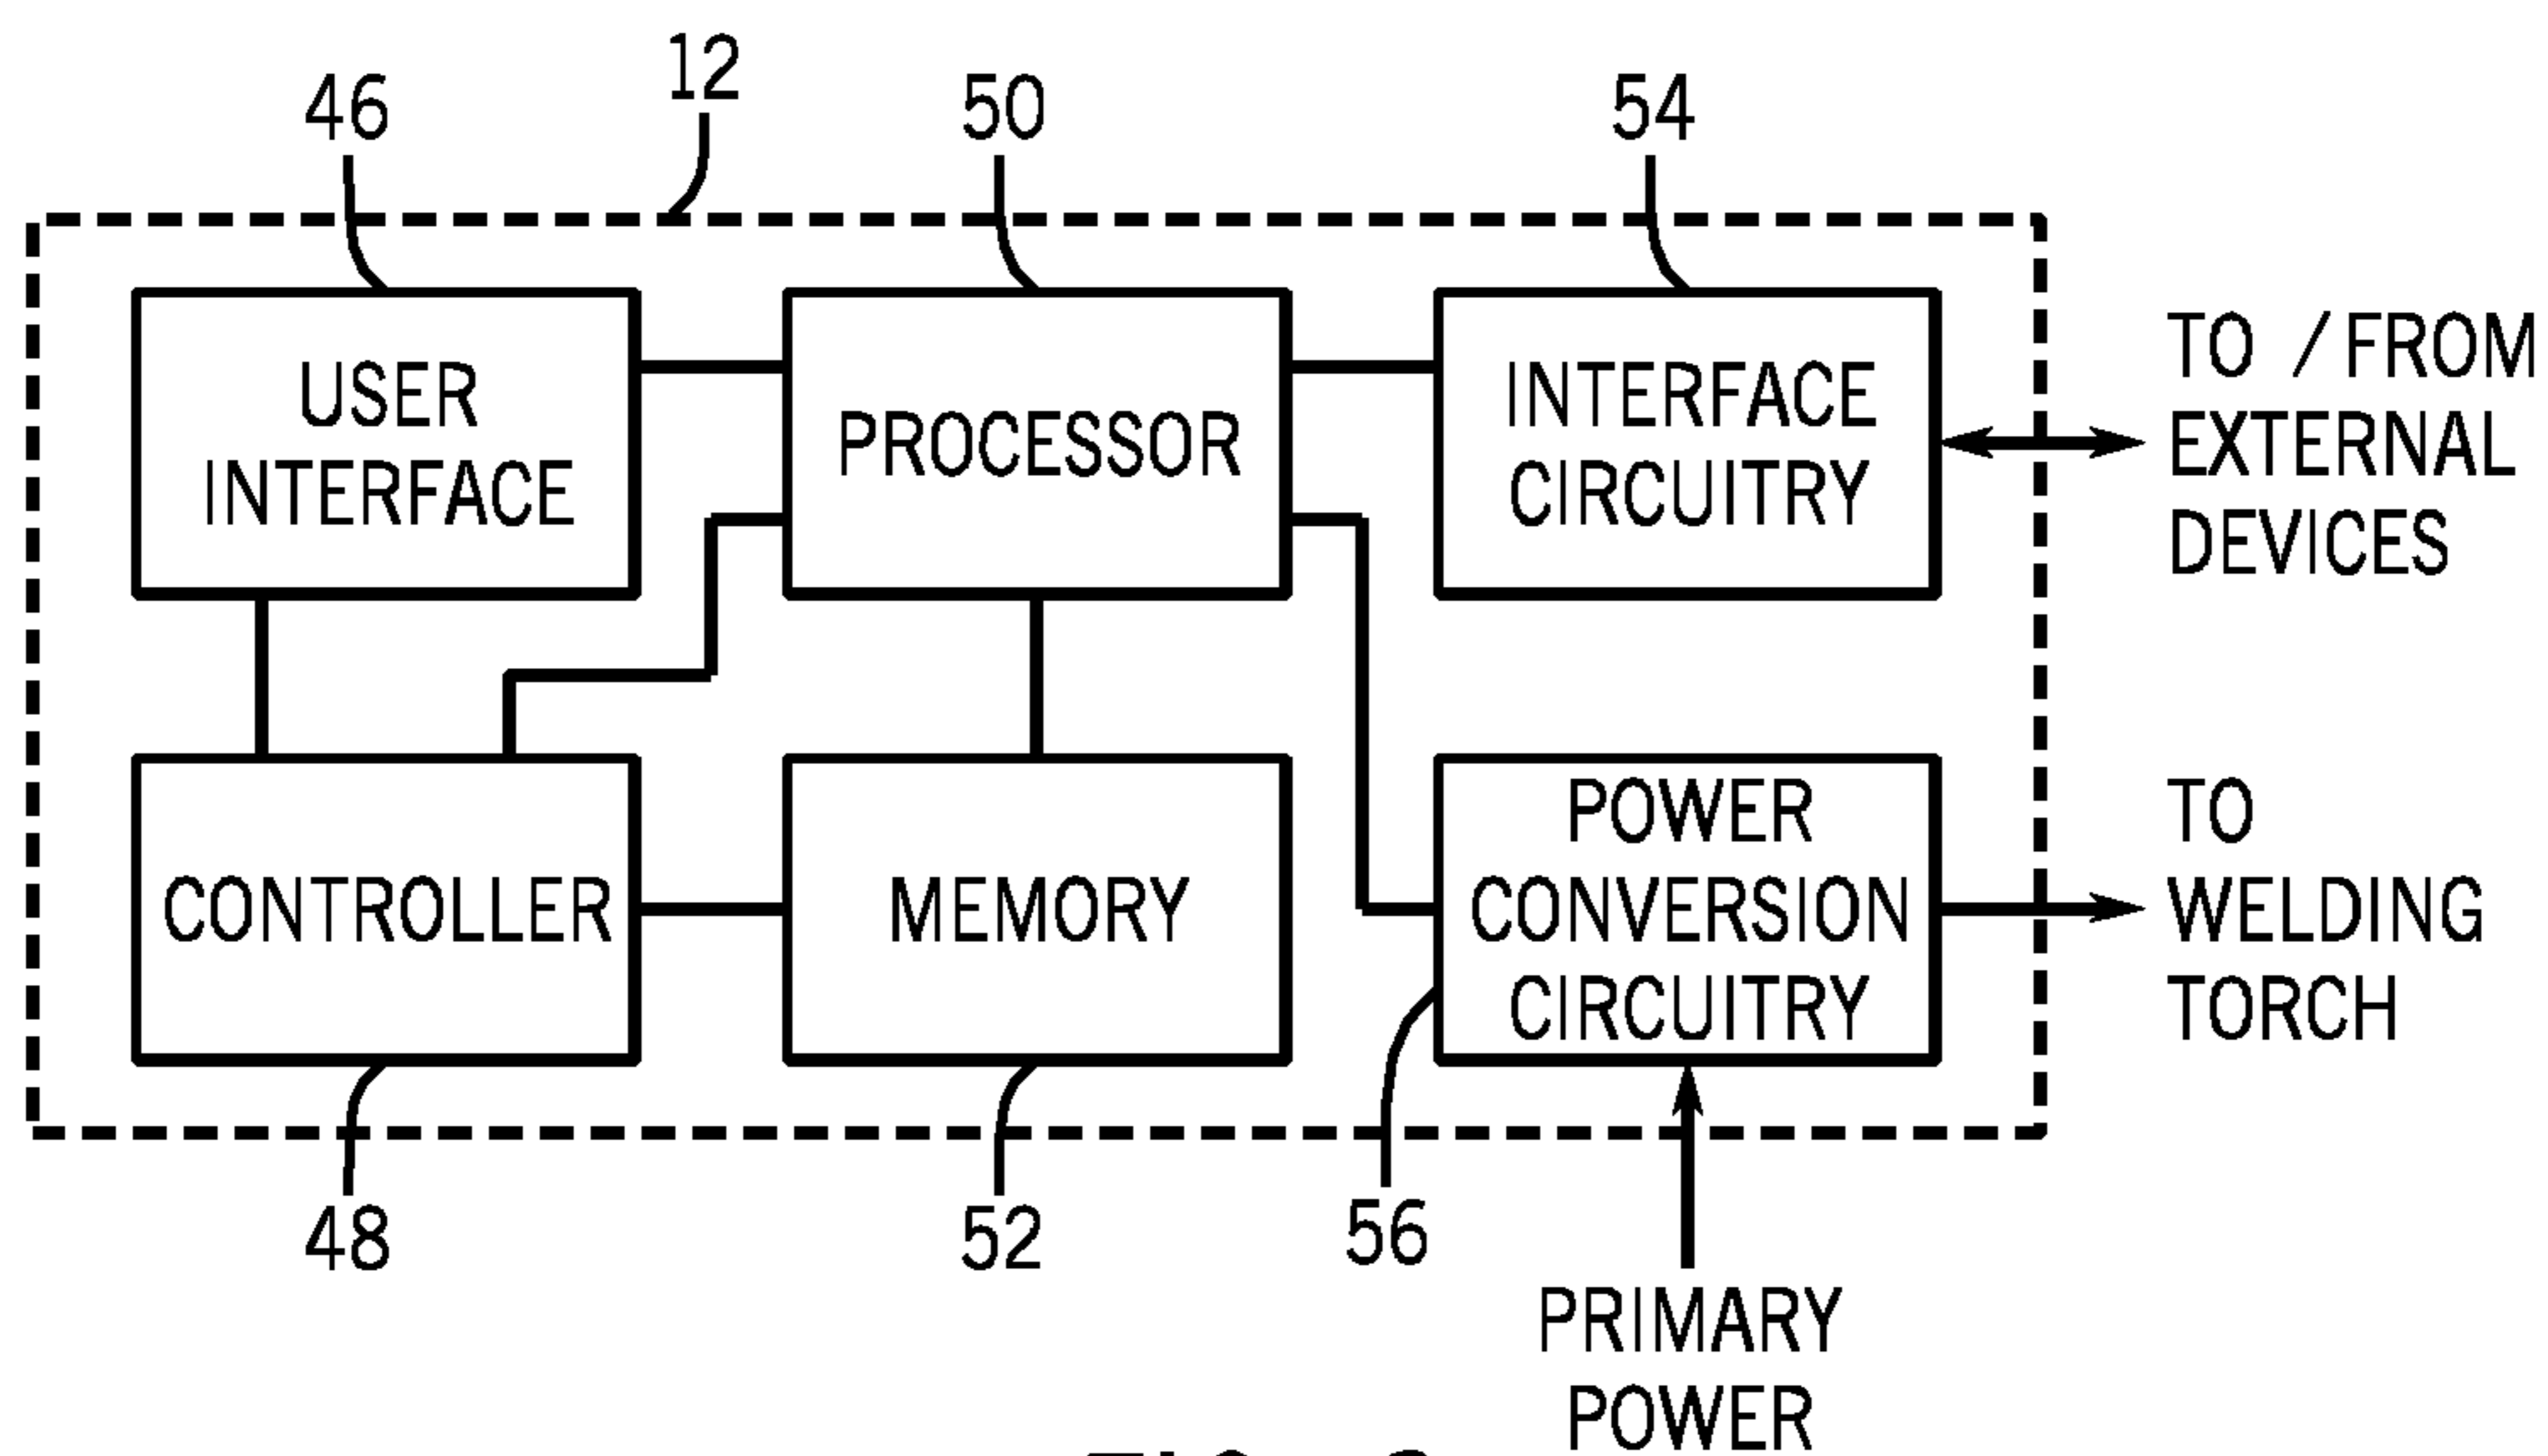 12
46
50
54
USER
INTERFACE
PROCESSOR
INTERFACE
CIRCUITRY
TO / FROM
EXTERNAL
DEVICES
CONTROLLER
MEMORY
POWER
CONVERSION
CIRCUITRY
TO
WELDING
TORCH
48
52
56
PRIMARY
POWER